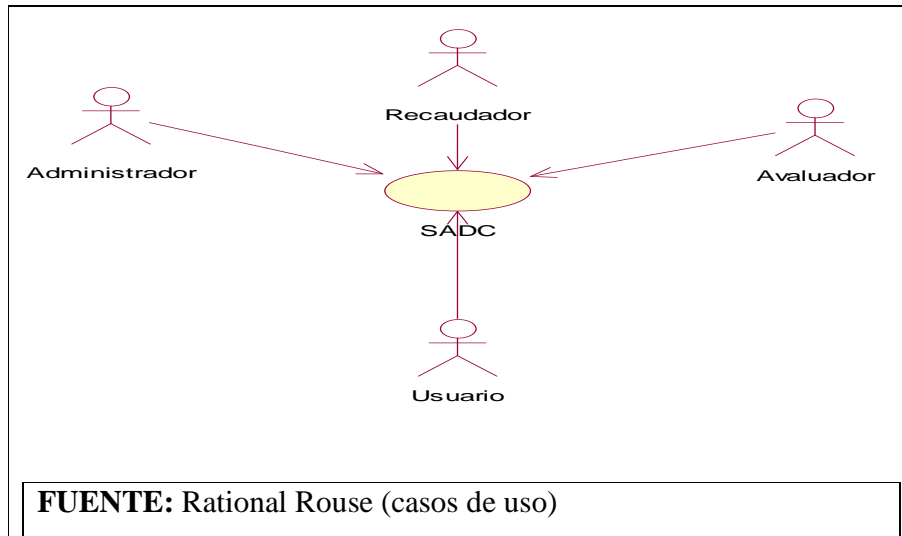 Recaudador
Administrador
Avaluador
SADC
Usuario
FUENTE: Rational Rouse (casos de uso)